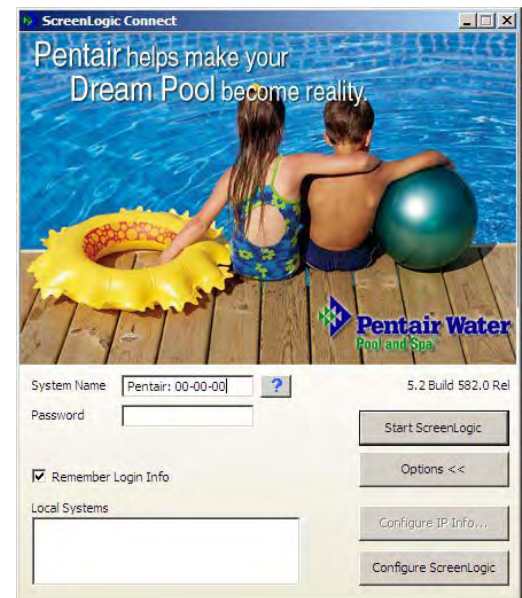 ScreenLogic Connect
Pentair helps make your
Dream Pool become reality.
Pentair Water
Pool and Spa
System Name Pentair: 00-00-00 ? 5.2 Build 582.0 Rel
Password
Start ScreenLogic
Remember Login Info
Options <<
Local Systems
Configure IP Info...
Configure ScreenLogic